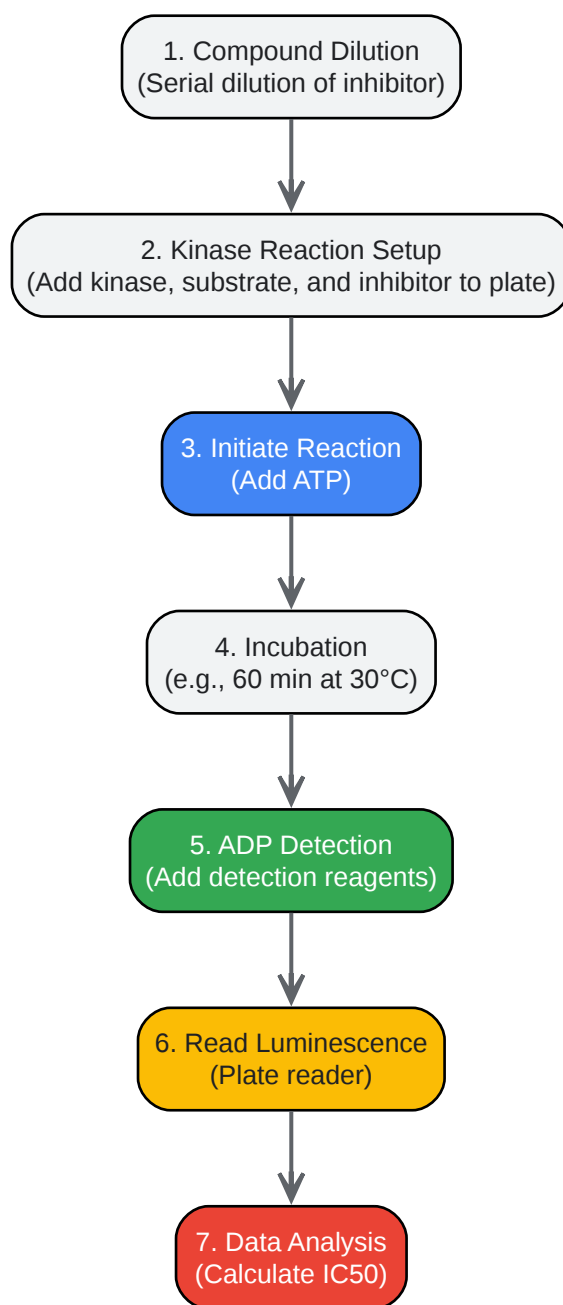 1. Compound Dilution
(Serial dilution of inhibitor)
2. Kinase Reaction Setup
(Add kinase, substrate, and inhibitor to plate)
3. Initiate Reaction
(Add ATP)
4. Incubation
(e.g., 60 min at 30°C)
5. ADP Detection
(Add detection reagents)
6. Read Luminescence
(Plate reader)
7. Data Analysis
(Calculate IC50)